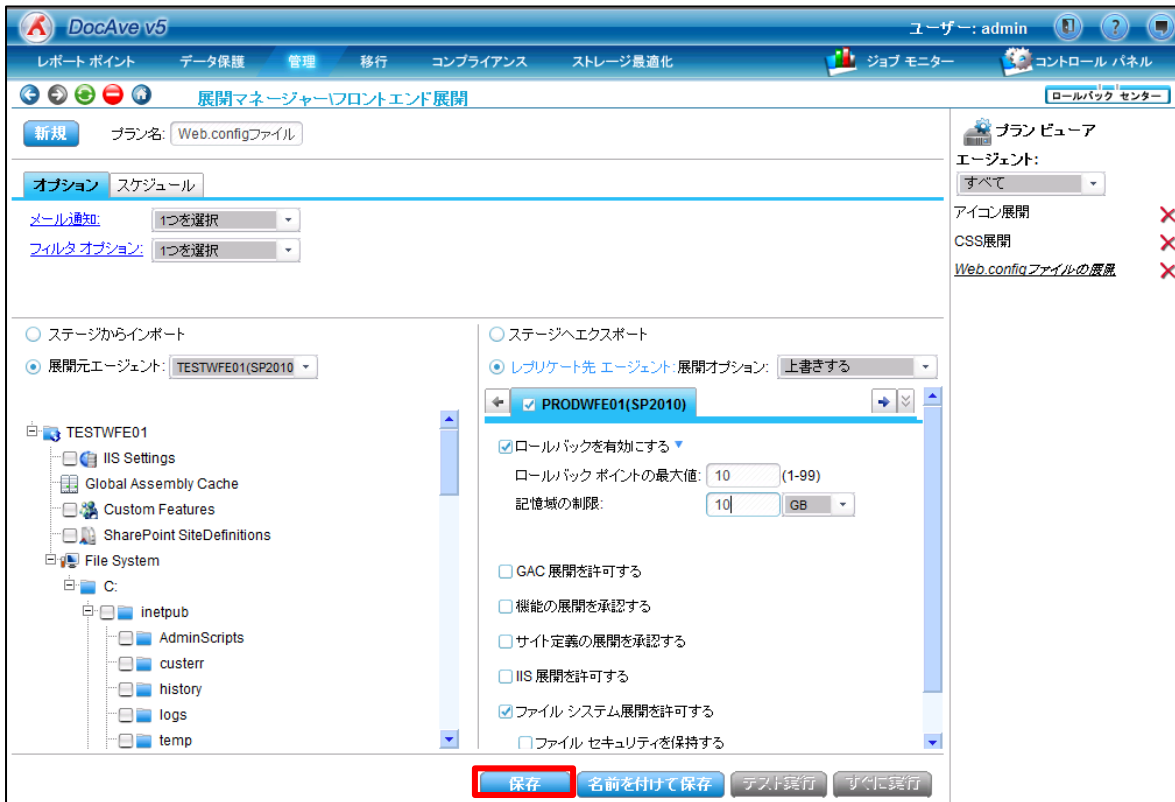 DocAve v5
ユーザー: admin
レポート ポイント データ保護 管理 移行 コンプライアンス ストレージ最適化 ジョブ モニター コントロール パネル
展開マネージャー\フロントエンド展開
ロールバック センター
新規 プラン名: Web.configファイル
プラン ビューア
エージェント:
すべて
アイコン展開
CSS展開
Web.configファイルの展開
オプション スケジュール
メール通知: 1つを選択
フィルタ オプション: 1つを選択
ステージからインポート
展開元エージェント: TESTWFE01(SP2010
TESTWFE01
IIS Settings
Global Assembly Cache
Custom Features
SharePoint SiteDefinitions
File System
C:
inetpub
AdminScripts
custerr
history
logs
temp
ステージへエクスポート
レプリケート先 エージェント:展開オプション: 上書きする
PRODWFE01(SP2010)
ロールバックを有効にする
ロールバック ポイントの最大値: 10 (1-99)
記憶域の制限: 10 GB
GAC 展開を許可する
機能の展開を承認する
サイト定義の展開を承認する
IIS 展開を許可する
ファイル システム展開を許可する
ファイル セキュリティを保持する
保存 名前を付けて保存 テスト実行 すぐに実行